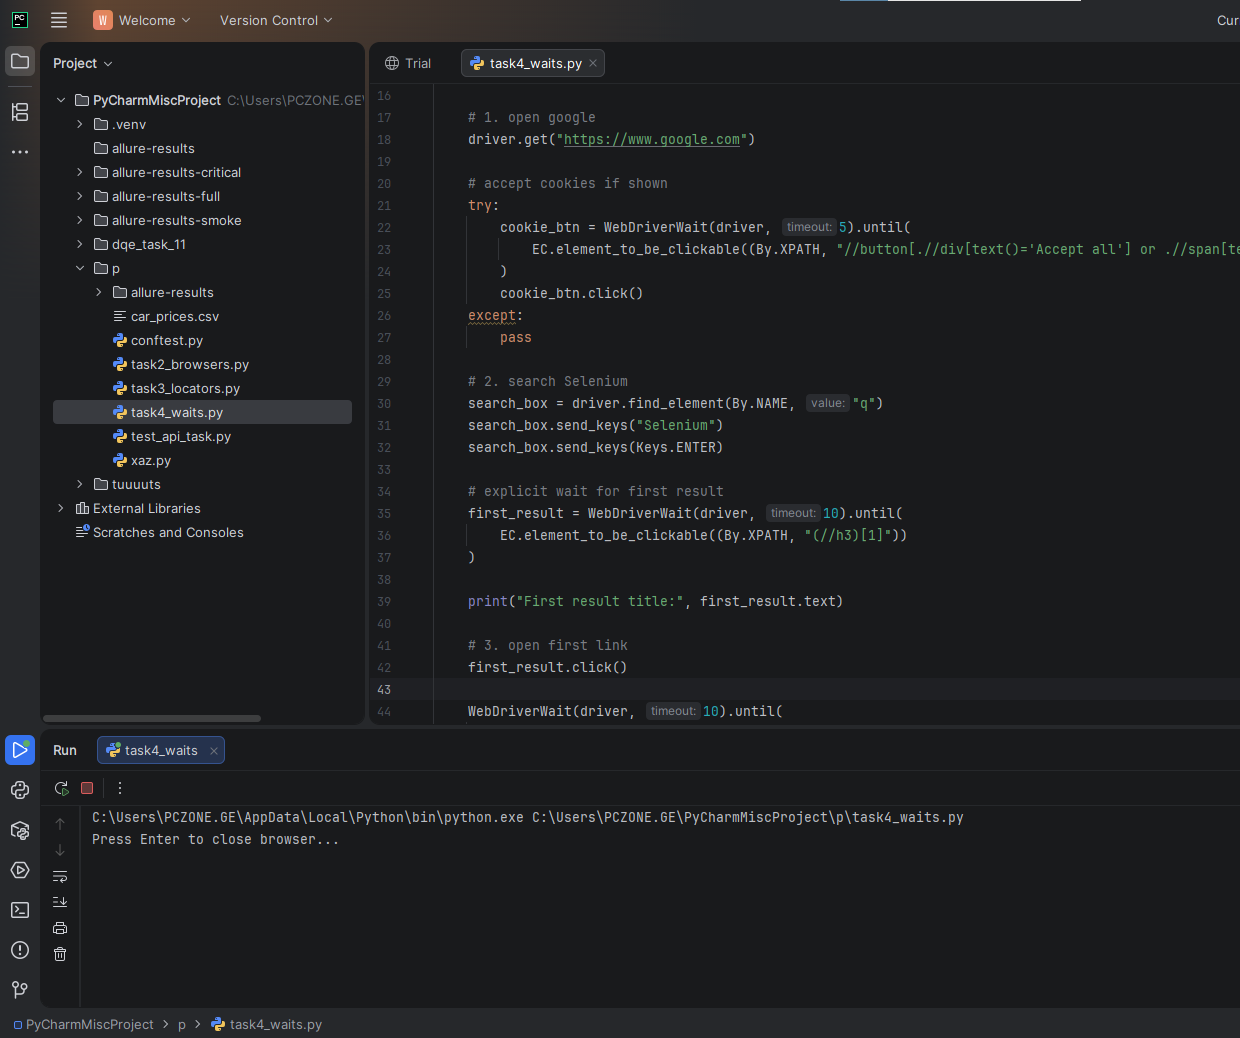 PC
W Welcome
Version Control
Cur
Project
PyCharmMiscProject C:\Users\PCZONE.GE\
.venv
allure-results
allure-results-critical
allure-results-full
allure-results-smoke
dqe_task_11
p
allure-results
car_prices.csv
conftest.py
task2_browsers.py
task3_locators.py
task4_waits.py
test_api_task.py
xaz.py
tuuuuts
External Libraries
Scratches and Consoles
Trial
task4_waits.py
16
17 # 1. open google
18 driver.get("https://www.google.com")
19
20 # accept cookies if shown
21 try:
22 cookie_btn = WebDriverWait(driver, timeout: 5).until(
23 EC.element_to_be_clickable((By.XPATH, "//button[.//div[text()='Accept all'] or .//span[te
24 )
25 cookie_btn.click()
26 except:
27 pass
28
29 # 2. search Selenium
30 search_box = driver.find_element(By.NAME, value: "q")
31 search_box.send_keys("Selenium")
32 search_box.send_keys(Keys.ENTER)
33
34 # explicit wait for first result
35 first_result = WebDriverWait(driver, timeout: 10).until(
36 EC.element_to_be_clickable((By.XPATH, "(//h3)[1]"))
37 )
38
39 print("First result title:", first_result.text)
40
41 # 3. open first link
42 first_result.click()
43
44 WebDriverWait(driver, timeout: 10).until(
Run
task4_waits
C:\Users\PCZONE.GE\AppData\Local\Python\bin\python.exe C:\Users\PCZONE.GE\PyCharmMiscProject\p\task4_waits.py
Press Enter to close browser...
PyCharmMiscProject > p > task4_waits.py